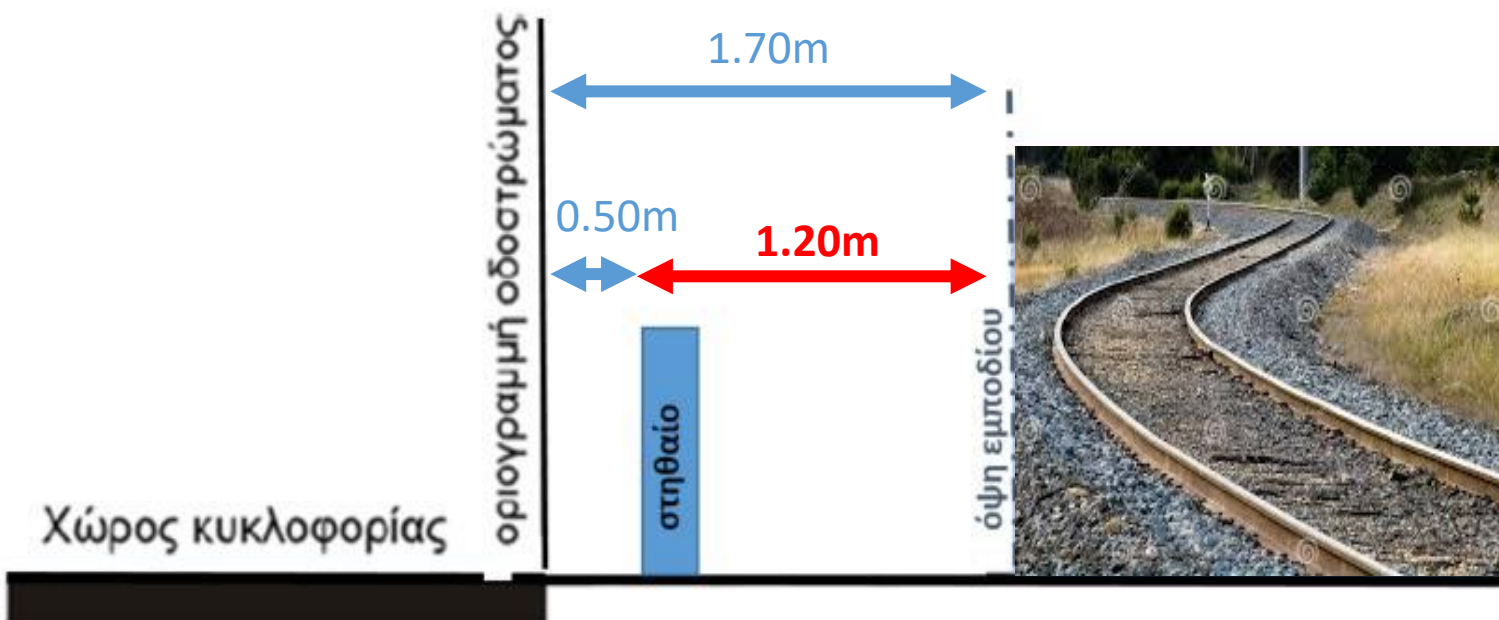 1.70m
οριογραμμή οδοστρώματος
0.50m
1.20m
στηθαίο
όψη εμποδίου
Χώρος κυκλοφορίας